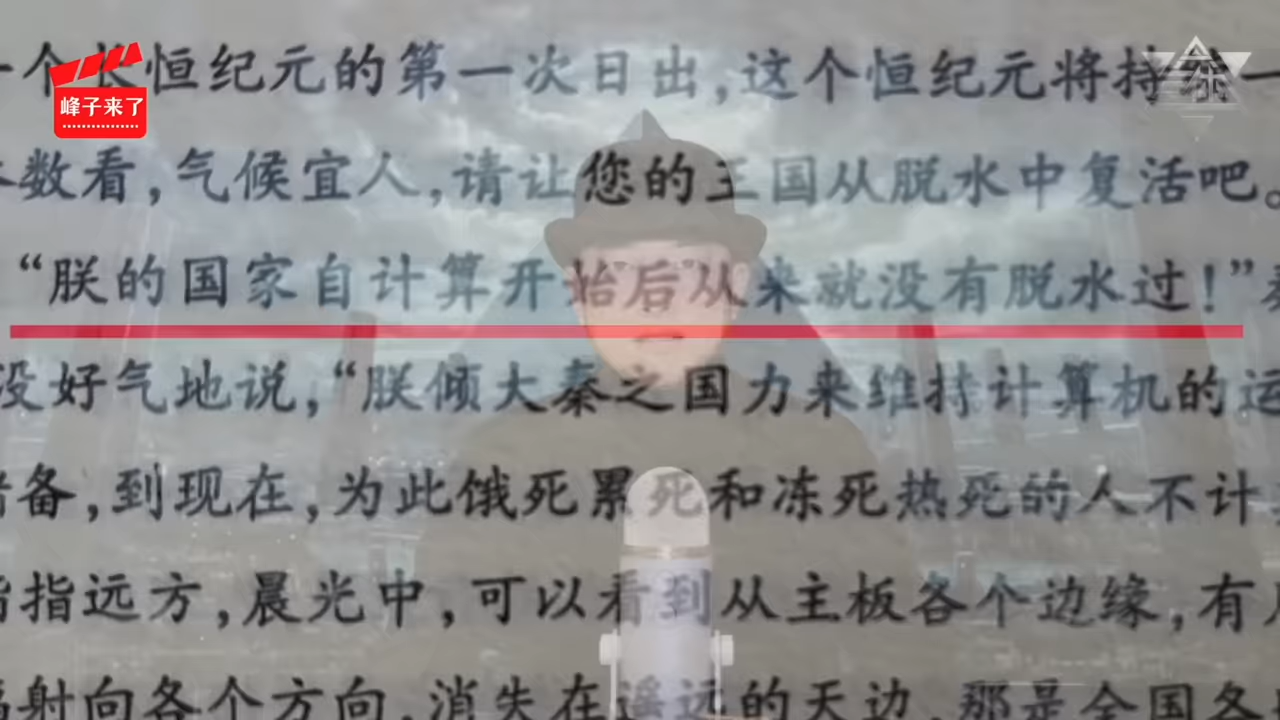 峰子来了
一个长恒纪元的第一次日出,这个恒纪元将持续一
数看,气候宜人,请让您的王国从脱水中复活吧。
“朕的国家自计算开始后从来就没有脱水过!”
没好气地说,“朕倾大秦之国力来维持计算机的运
储备,到现在,为此饿死累死和冻死热死的人不计
指指远方,晨光中,可以看到从主板各个边缘,有
辐射向各个方向,消失在遥远的天边,那是全国各